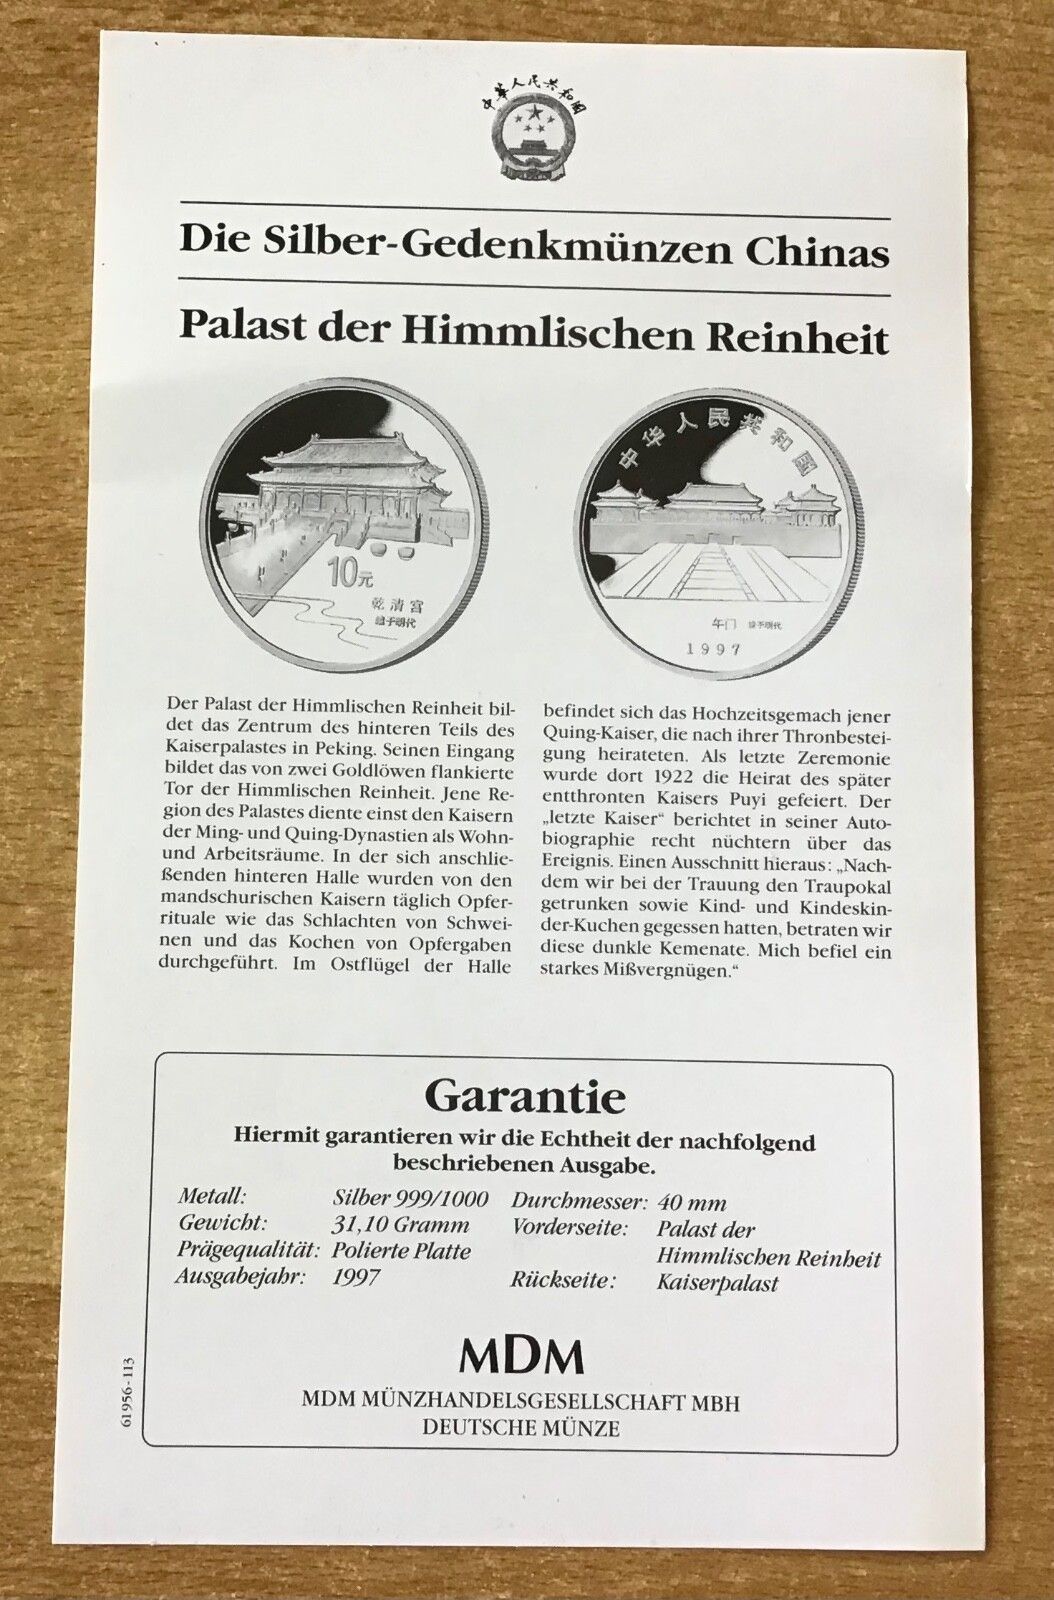 中華人民共和國
Die Silber-Gedenkmünzen Chinas
Palast der Himmlischen Reinheit
10元
乾清宫
始于明代
中华人民共和国
午门 始于明代
1997
Der Palast der Himmlischen Reinheit bil-
det das Zentrum des hinteren Teils des
Kaiserpalastes in Peking. Seinen Eingang
bildet das von zwei Goldlöwen flankierte
Tor der Himmlischen Reinheit. Jene Re-
gion des Palastes diente einst den Kaisern
der Ming- und Quing-Dynastien als Wohn-
und Arbeitsräume. In der sich anschlie-
ßenden hinteren Halle wurden von den
mandschurischen Kaisern täglich Opfer-
rituale wie das Schlachten von Schwei-
nen und das Kochen von Opfergaben
durchgeführt. Im Ostflügel der Halle
befindet sich das Hochzeitsgemach jener
Quing-Kaiser, die nach ihrer Thronbestei-
gung heirateten. Als letzte Zeremonie
wurde dort 1922 die Heirat des später
entthronten Kaisers Puyi gefeiert. Der
„letzte Kaiser“ berichtet in seiner Auto-
biographie recht nüchtern über das
Ereignis. Einen Ausschnitt hieraus: „Nach-
dem wir bei der Trauung den Traupokal
getrunken sowie Kind- und Kindeskin-
der-Kuchen gegessen hatten, betraten wir
diese dunkle Kemenate. Mich befiel ein
starkes Mißvergnügen.“
Garantie
Hiermit garantieren wir die Echtheit der nachfolgend
beschriebenen Ausgabe.
Metall: Silber 999/1000 Durchmesser: 40 mm
Gewicht: 31,10 Gramm Vorderseite: Palast der
Prägequalität: Polierte Platte Himmlischen Reinheit
Ausgabejahr: 1997 Rückseite: Kaiserpalast
MDM
MDM MÜNZHANDELSGESELLSCHAFT MBH
DEUTSCHE MÜNZE
61956-113